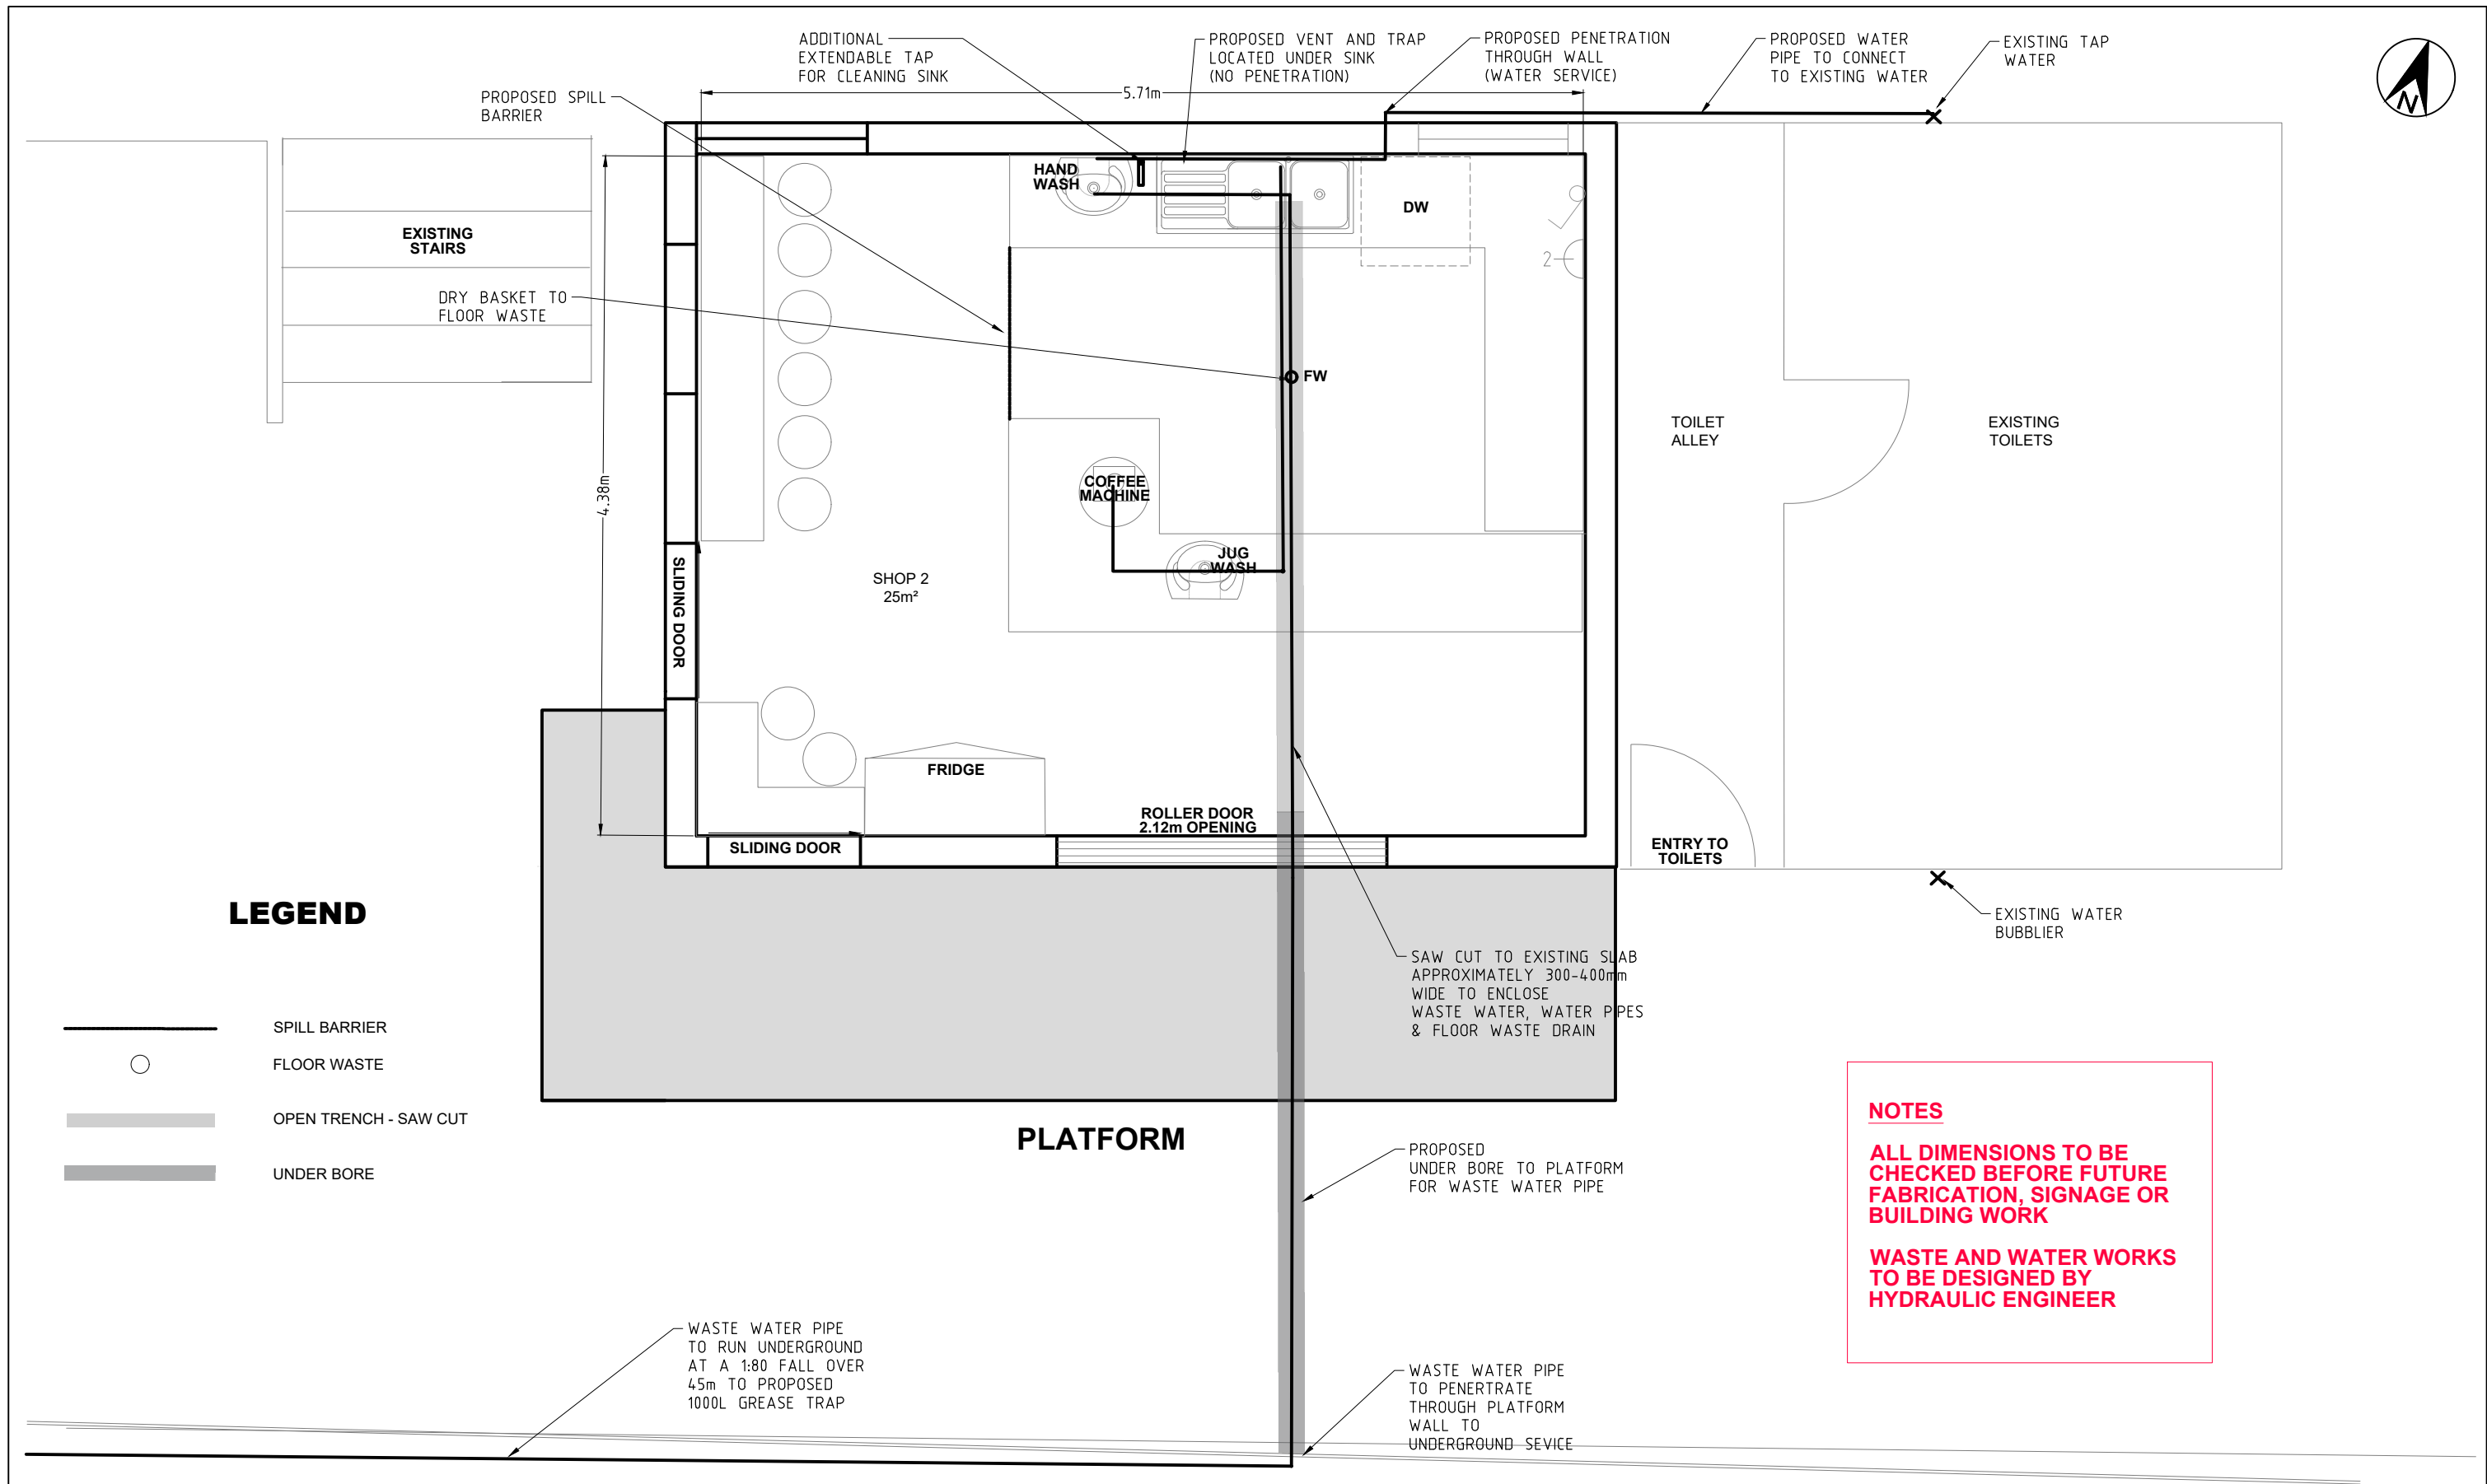 ADDITIONAL
EXTENDABLE TAP
FOR CLEANING SINK
PROPOSED VENT AND TRAP
LOCATED UNDER SINK
(NO PENETRATION)
PROPOSED PENETRATION
THROUGH WALL
(WATER SERVICE)
PROPOSED WATER
PIPE TO CONNECT
TO EXISTING WATER
EXISTING TAP
WATER
N
PROPOSED SPILL
BARRIER
5.71m
HAND
WASH
DW
2
EXISTING
STAIRS
DRY BASKET TO
FLOOR WASTE
FW
TOILET
ALLEY
EXISTING
TOILETS
4.38m
COFFEE
MACHINE
JUG
WASH
SLIDING DOOR
SHOP 2
25m²
FRIDGE
ROLLER DOOR
2.12m OPENING
SLIDING DOOR
ENTRY TO
TOILETS
EXISTING WATER
BUBBLIER
LEGEND
SPILL BARRIER
FLOOR WASTE
OPEN TRENCH - SAW CUT
UNDER BORE
SAW CUT TO EXISTING SLAB
APPROXIMATELY 300-400mm
WIDE TO ENCLOSE
WASTE WATER, WATER PIPES
& FLOOR WASTE DRAIN
PLATFORM
PROPOSED
UNDER BORE TO PLATFORM
FOR WASTE WATER PIPE
NOTES
ALL DIMENSIONS TO BE
CHECKED BEFORE FUTURE
FABRICATION, SIGNAGE OR
BUILDING WORK
WASTE AND WATER WORKS
TO BE DESIGNED BY
HYDRAULIC ENGINEER
WASTE WATER PIPE
TO RUN UNDERGROUND
AT A 1:80 FALL OVER
45m TO PROPOSED
1000L GREASE TRAP
WASTE WATER PIPE
TO PENERTRATE
THROUGH PLATFORM
WALL TO
UNDERGROUND SEVICE